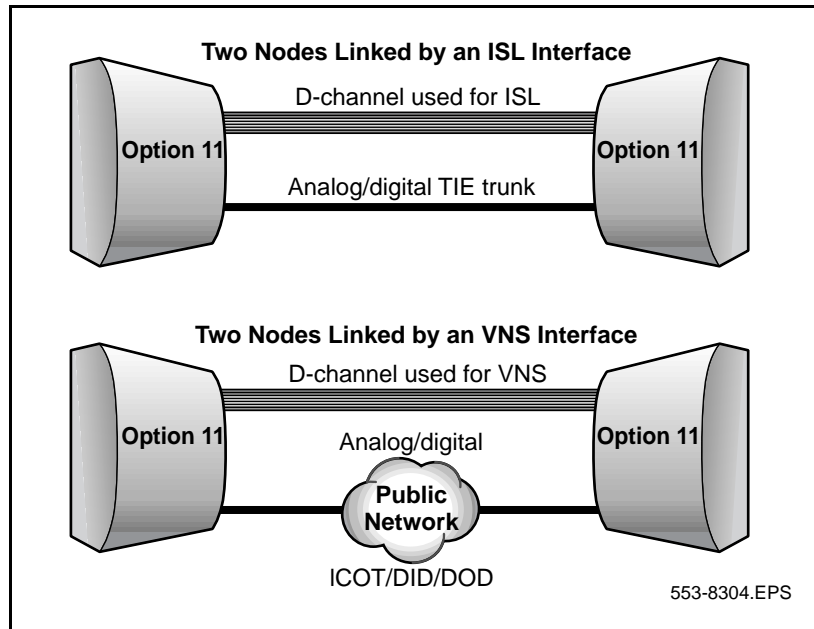 Two Nodes Linked by an ISL Interface
D-channel used for ISL
Option 11
Option 11
Analog/digital TIE trunk
Two Nodes Linked by an VNS Interface
D-channel used for VNS
Option 11
Option 11
Analog/digital
Public
Network
ICOT/DID/DOD
553-8304.EPS